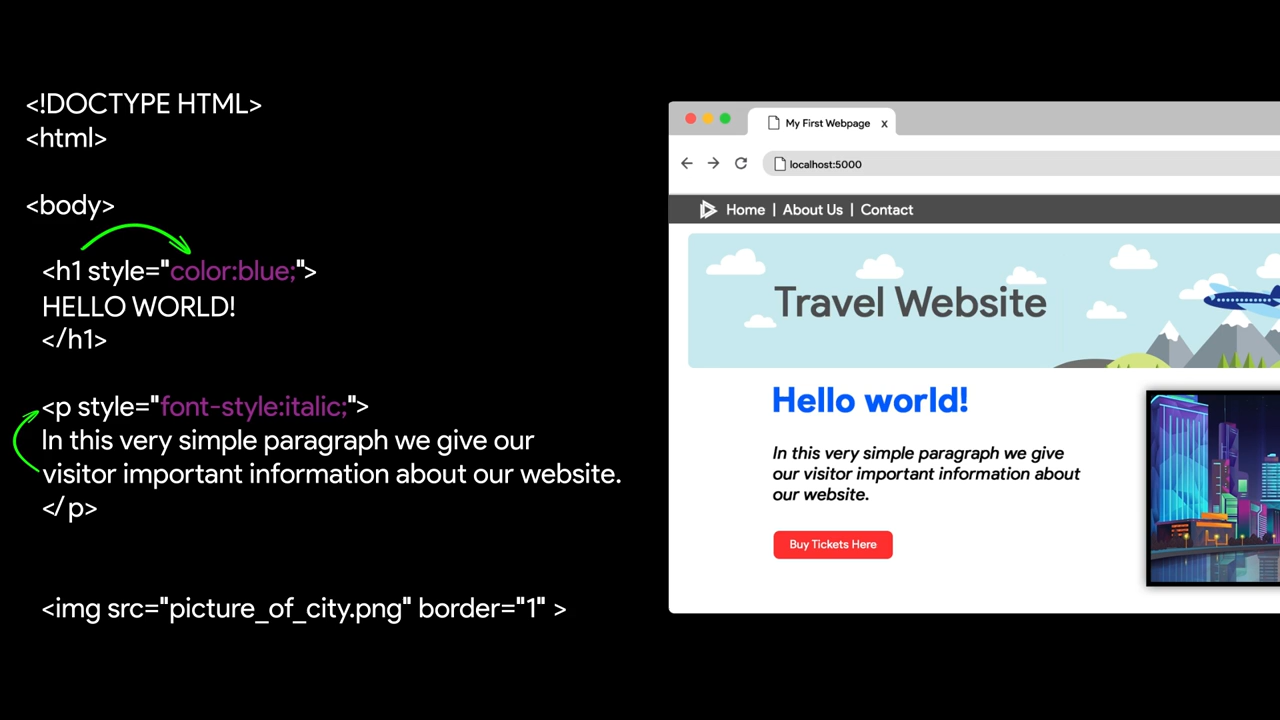 <!DOCTYPE HTML>
<html>
<body>
<h1 style="color:blue;">
HELLO WORLD!
</h1>
<p style="font-style:italic;">
In this very simple paragraph we give our
visitor important information about our website.
</p>
<img src="picture_of_city.png" border="1" >
My First Webpage x
localhost:5000
Home | About Us | Contact
Travel Website
Hello world!
In this very simple paragraph we give
our visitor important information about
our website.
Buy Tickets Here